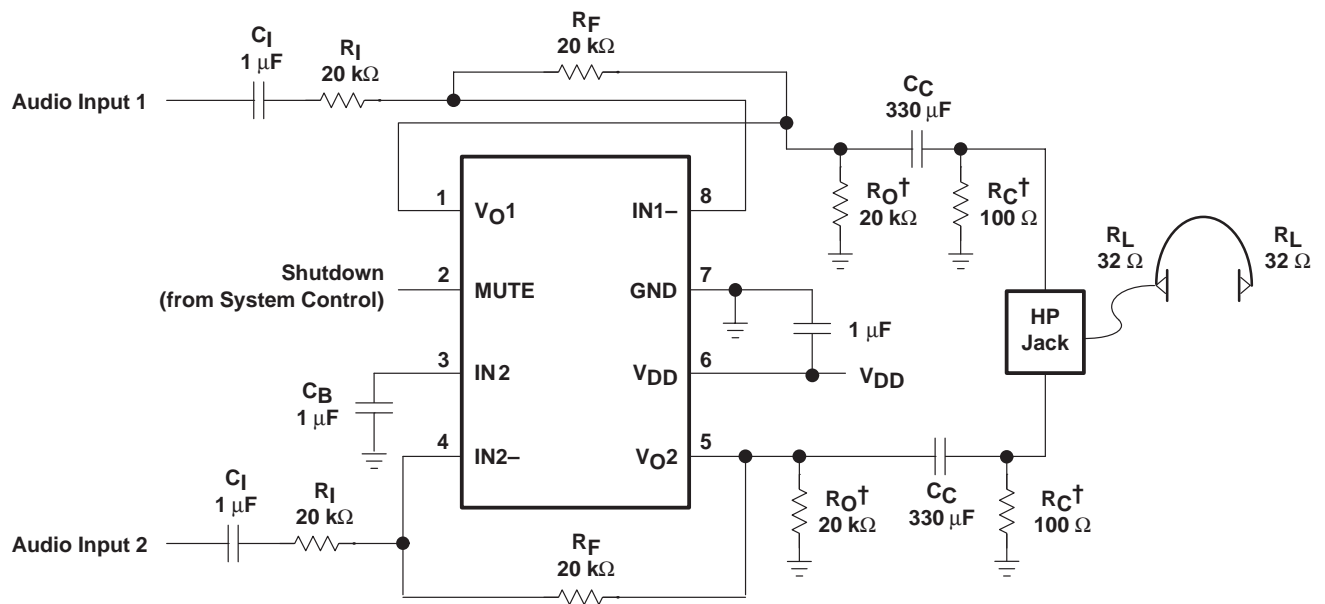 Audio Input 1
CI
1 μF
RI
20 kΩ
RF
20 kΩ
CC
330 μF
RO†
20 kΩ
RC†
100 Ω
1
VO1
8
IN1–
Shutdown
(from System Control)
2
MUTE
7
GND
1 μF
3
IN2
6
VDD
VDD
CB
1 μF
4
IN2–
5
VO2
RL
32 Ω
RL
32 Ω
HP
Jack
Audio Input 2
CI
1 μF
RI
20 kΩ
RF
20 kΩ
RO†
20 kΩ
CC
330 μF
RC†
100 Ω